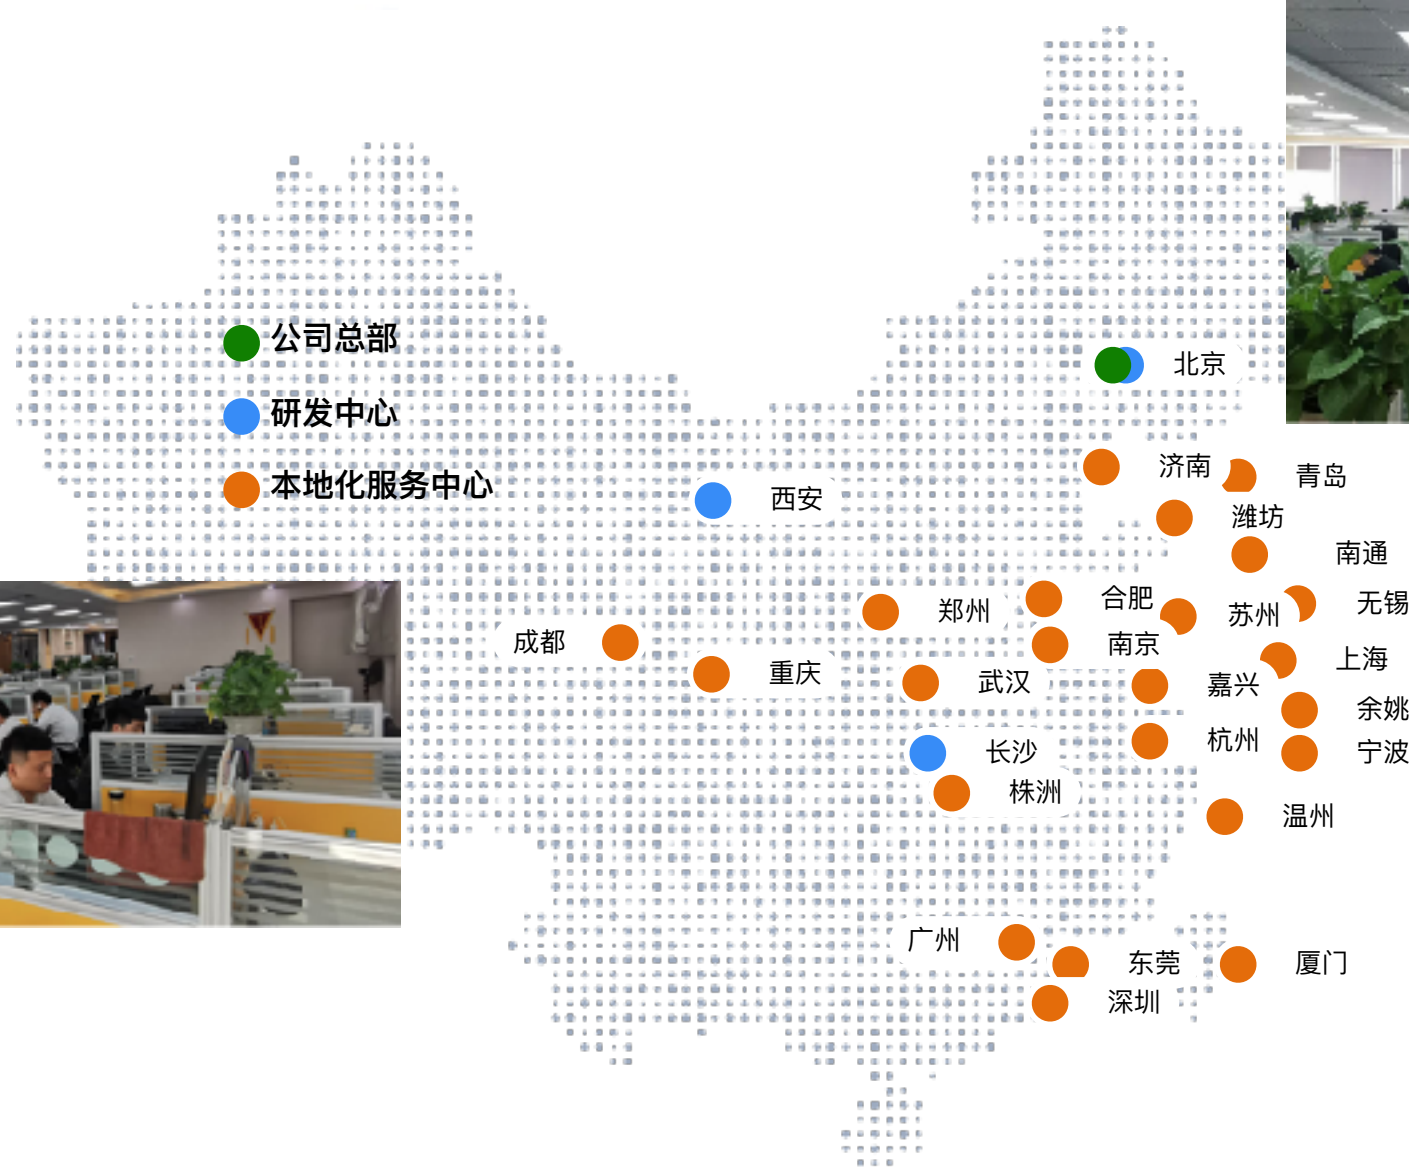 公司总部
北京
研发中心
济南
青岛
本地化服务中心
西安
潍坊
南通
合肥
无锡
郑州
苏州
成都
南京
重庆
上海
武汉
嘉兴
余姚
杭州
宁波
长沙
株洲
温州
广州
东莞
厦门
深圳